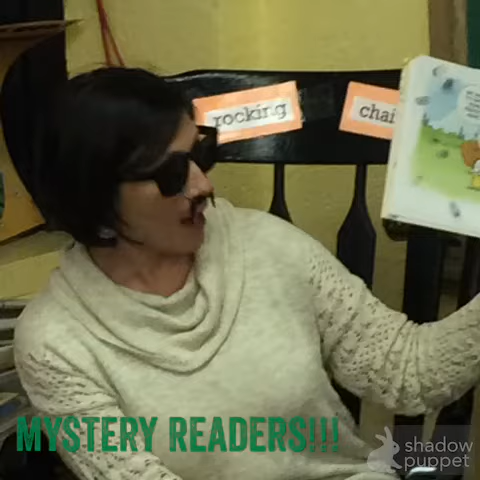 rocking
chai
MYSTERY READERS!!!
shadow
puppet